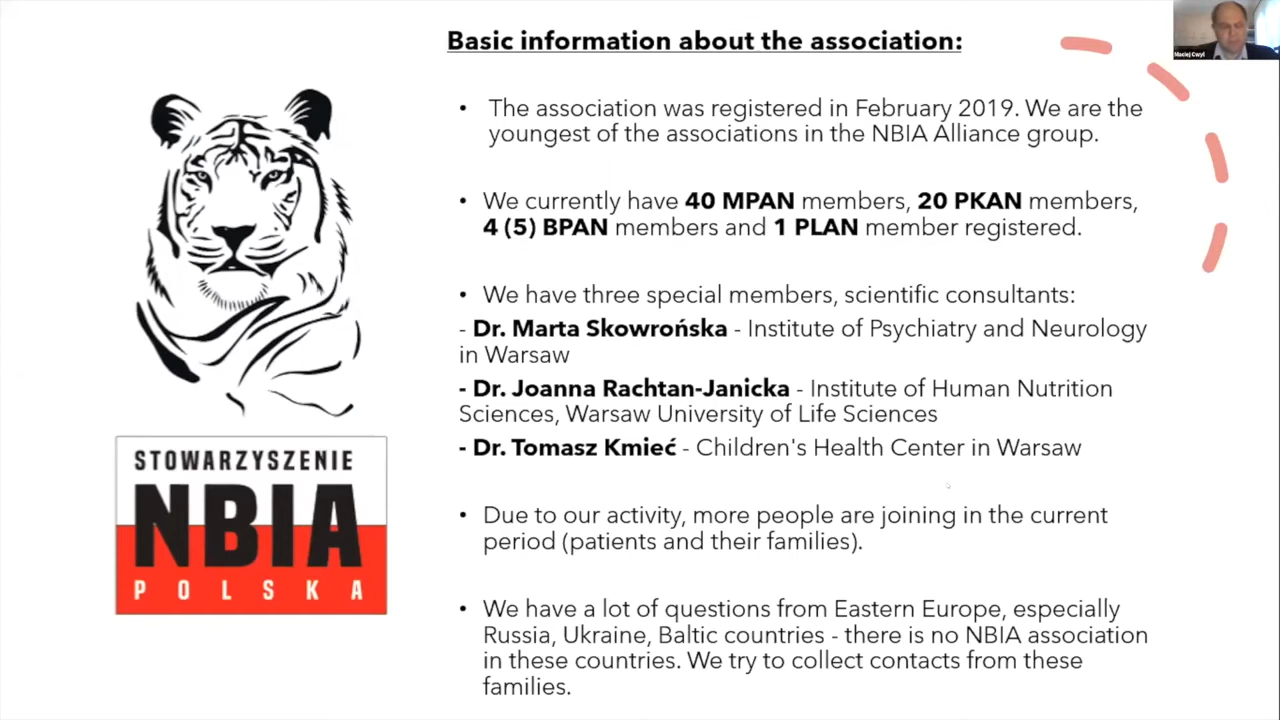 Basic information about the association:
Maciej Cwyl
• The association was registered in February 2019. We are the
youngest of the associations in the NBIA Alliance group.
• We currently have 40 MPAN members, 20 PKAN members,
4 (5) BPAN members and 1 PLAN member registered.
• We have three special members, scientific consultants:
- Dr. Marta Skowrońska - Institute of Psychiatry and Neurology
in Warsaw
- Dr. Joanna Rachtan-Janicka - Institute of Human Nutrition
Sciences, Warsaw University of Life Sciences
- Dr. Tomasz Kmieć - Children's Health Center in Warsaw
• Due to our activity, more people are joining in the current
period (patients and their families).
• We have a lot of questions from Eastern Europe, especially
Russia, Ukraine, Baltic countries - there is no NBIA association
in these countries. We try to collect contacts from these
families.
STOWARZYSZENIE
NBIA
POLSKA